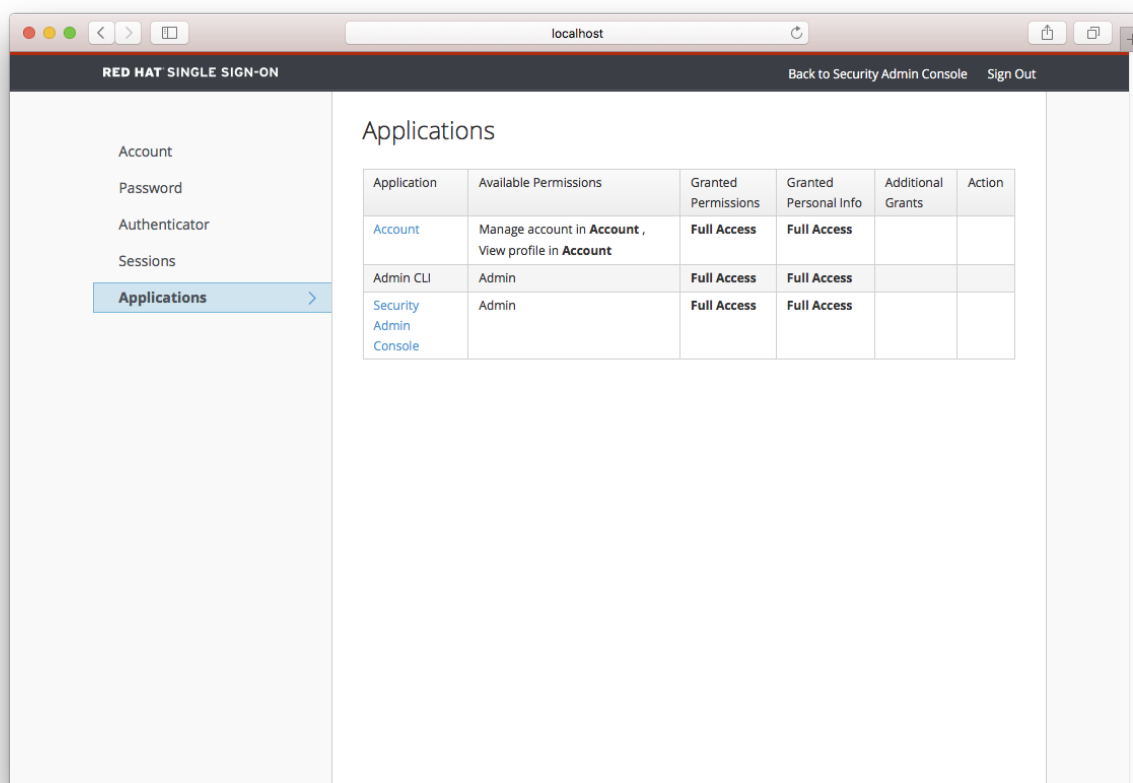 localhost
RED HAT SINGLE SIGN-ON
Back to Security Admin Console Sign Out
Account
Password
Authenticator
Sessions
Applications
Applications
Application Available Permissions Granted Permissions Granted Personal Info Additional Grants Action
Account Manage account in Account , Full Access Full Access
View profile in Account
Admin CLI Admin Full Access Full Access
Security Admin Full Access Full Access
Admin
Console